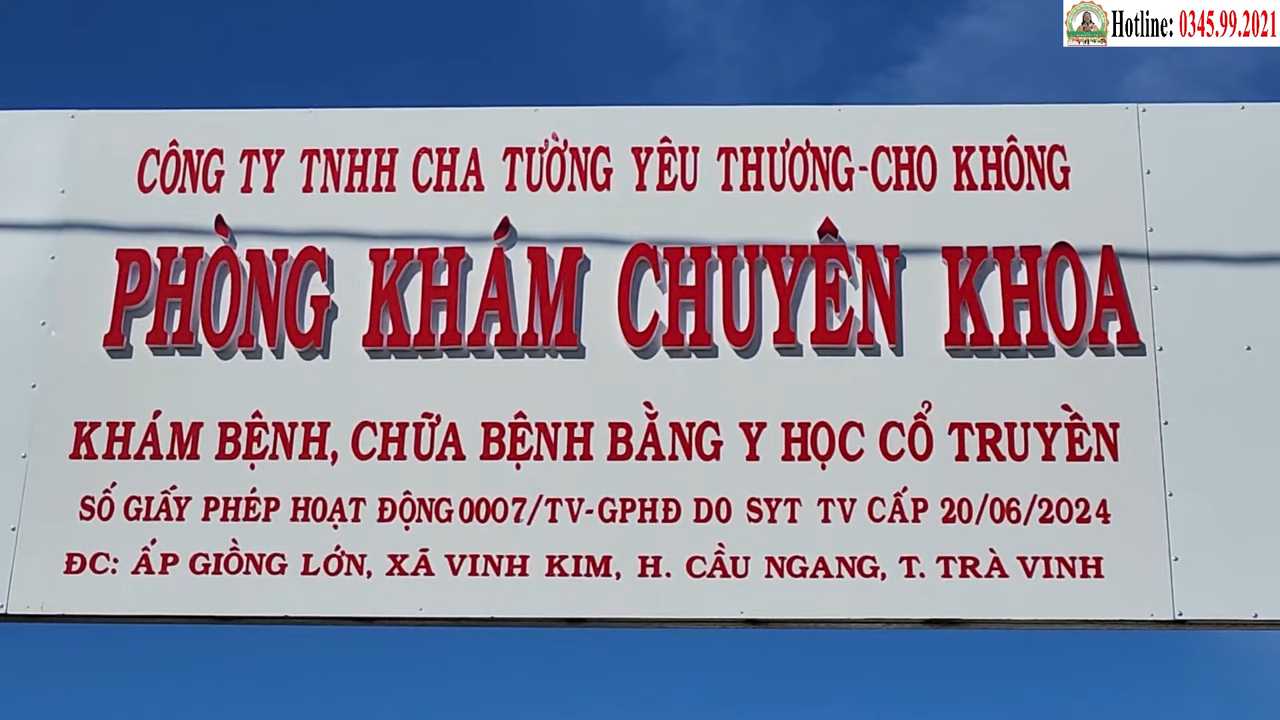 Hotline: 0345.99.2021
CÔNG TY TNHH CHA TƯỜNG YÊU THƯƠNG-CHO KHÔNG
PHÒNG KHÁM CHUYÊN KHOA
KHÁM BỆNH, CHỮA BỆNH BẰNG Y HỌC CỔ TRUYỀN
SỐ GIẤY PHÉP HOẠT ĐỘNG 0007/TV-GPHĐ DO SYT TV CẤP 20/06/2024
ĐC: ẤP GIỒNG LỚN, XÃ VINH KIM, H. CẦU NGANG, T. TRÀ VINH